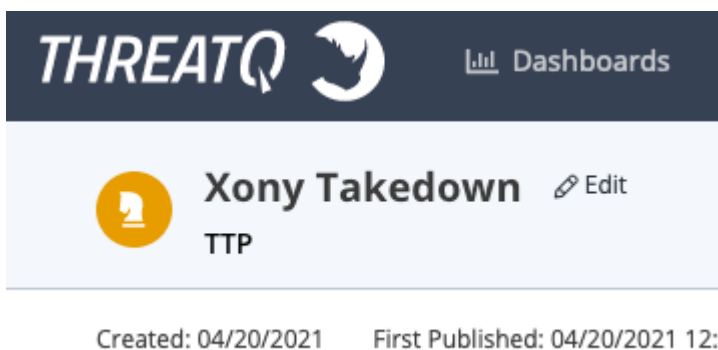 THREATQ Dashboards
Xony Takedown Edit
TTP
Created: 04/20/2021 First Published: 04/20/2021 12: